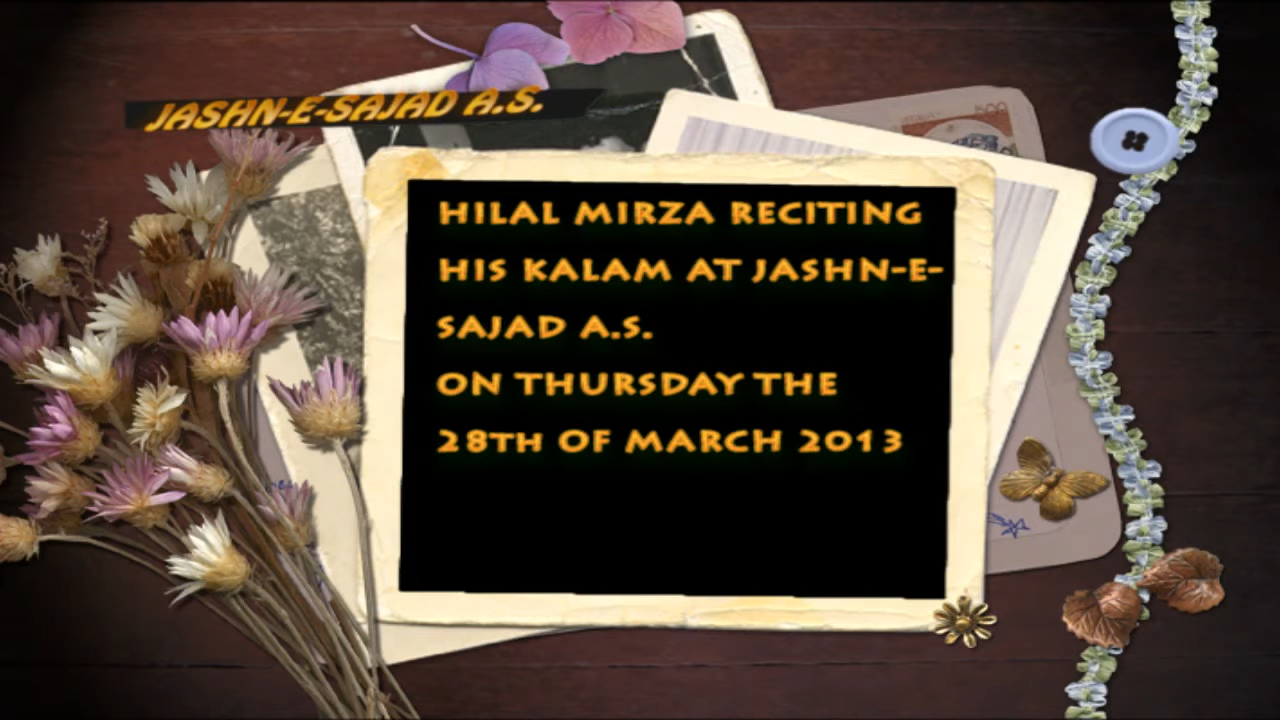 JASHN-E-SAJAD A.S.
HILAL MIRZA RECITING
HIS KALAM AT JASHN-E-
SAJAD A.S.
ON THURSDAY THE
28TH OF MARCH 2013